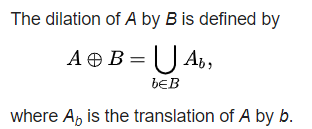 The dilation of A by B is defined by
A ⊕ B = ⋃ A_b,
b∈B
where A_b is the translation of A by b.